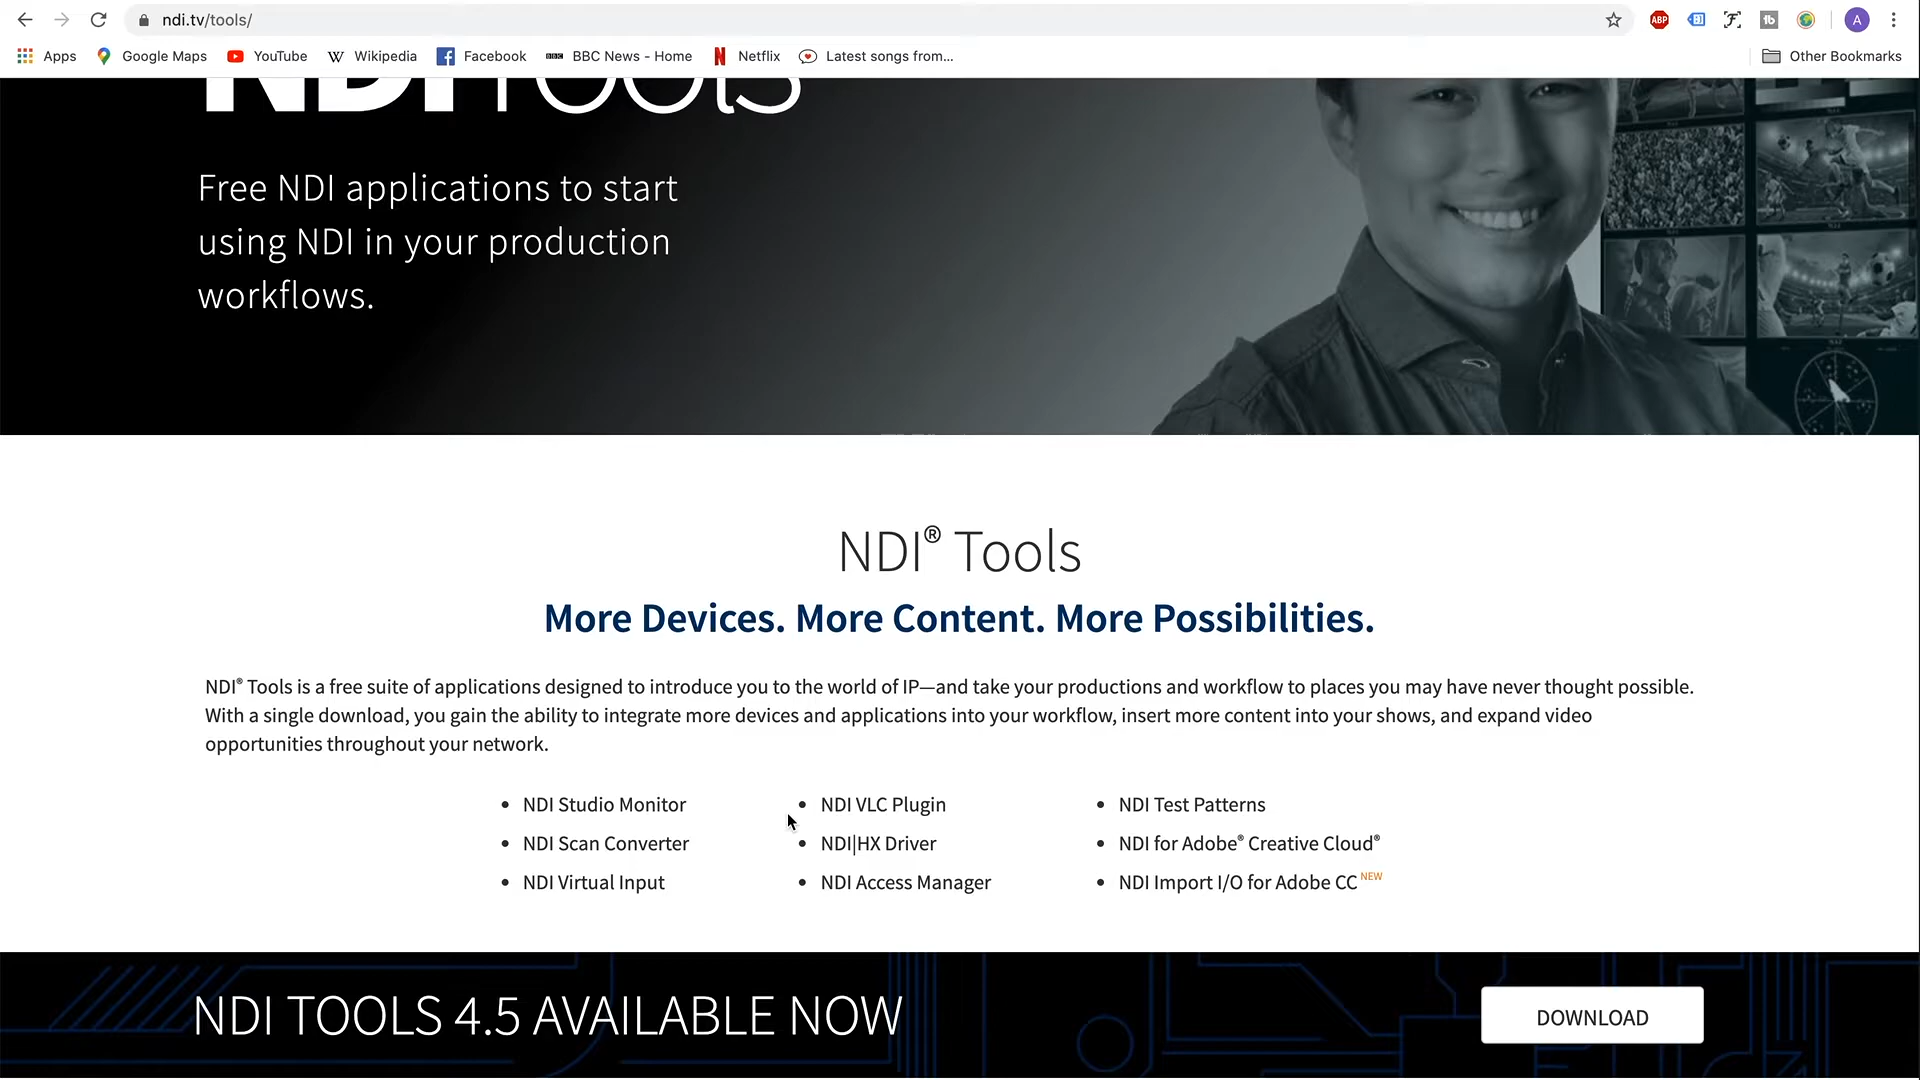 ndi.tv/tools/
ABP
tb
A
Apps
Google Maps
YouTube
W Wikipedia
Facebook
BBC BBC News - Home
N Netflix
Latest songs from...
Other Bookmarks
NDI Tools
Free NDI applications to start
using NDI in your production
workflows.
NDI® Tools
More Devices. More Content. More Possibilities.
NDI® Tools is a free suite of applications designed to introduce you to the world of IP—and take your productions and workflow to places you may have never thought possible.
With a single download, you gain the ability to integrate more devices and applications into your workflow, insert more content into your shows, and expand video
opportunities throughout your network.
• NDI Studio Monitor
• NDI Scan Converter
• NDI Virtual Input
• NDI VLC Plugin
• NDI|HX Driver
• NDI Access Manager
• NDI Test Patterns
• NDI for Adobe® Creative Cloud®
• NDI Import I/O for Adobe CC NEW
NDI TOOLS 4.5 AVAILABLE NOW
DOWNLOAD